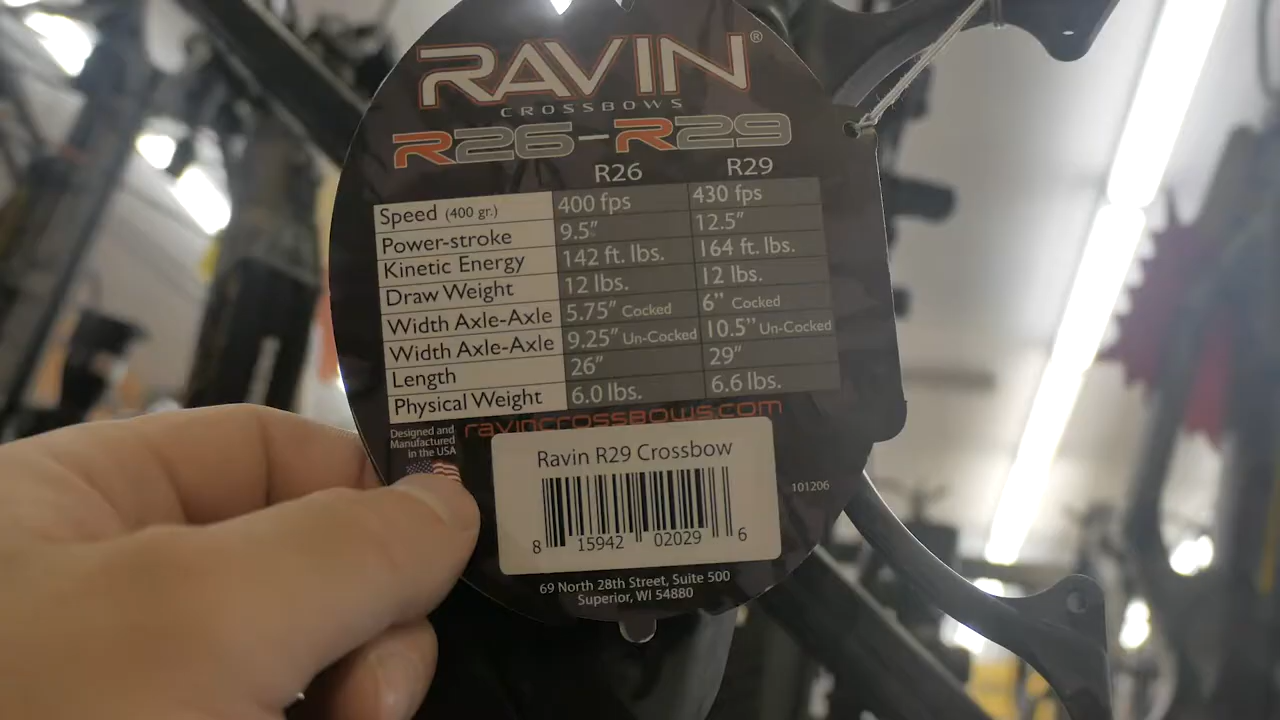 RAVIN®
CROSSBOWS
R26-R29
R26 R29
Speed (400 gr.) 400 fps 430 fps
Power-stroke 9.5" 12.5"
Kinetic Energy 142 ft. lbs. 164 ft. lbs.
Draw Weight 12 lbs. 12 lbs.
Width Axle-Axle 5.75" Cocked 6" Cocked
Width Axle-Axle 9.25" Un-Cocked 10.5" Un-Cocked
Length 26" 29"
Physical Weight 6.0 lbs. 6.6 lbs.
Designed and
Manufactured
in the USA
ravincrossbows.com
Ravin R29 Crossbow
8 15942 02029 6
101206
69 North 28th Street, Suite 500
Superior, WI 54880